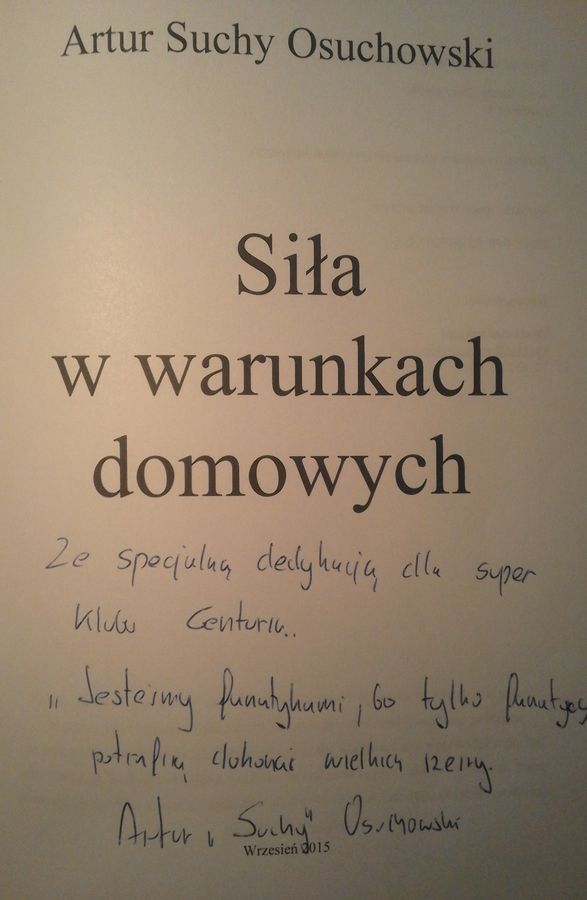 Artur Suchy Osuchowski
Siła
w warunkach
domowych
Ze specjalną dedykacją dla super
Klubu Centuria..
„Jesteśmy fanatykami, bo tylko fanatycy
potrafią dokonać wielkich rzeczy.
Artur „Suchy" Osuchowski
Wrzesień 2015